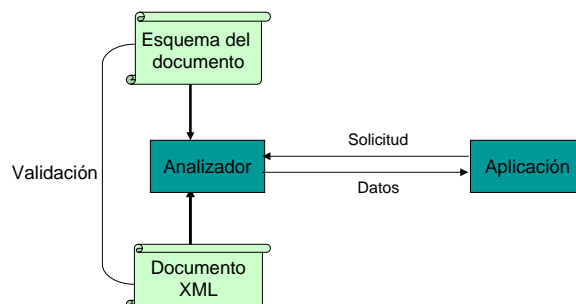 Esquema del
documento
Solicitud
Validación
Analizador
Aplicación
Datos
Documento
XML